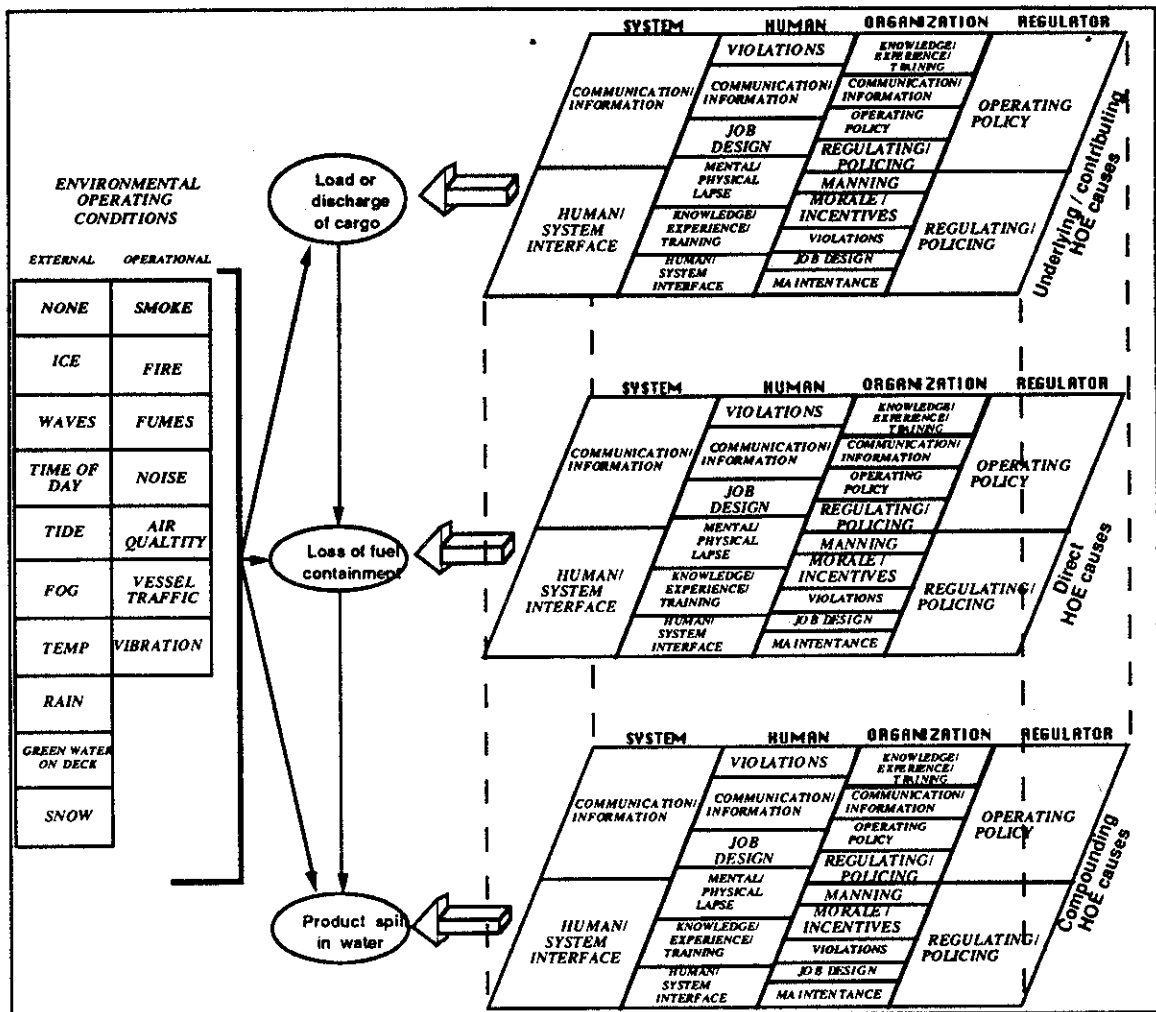 ENVIRONMENTAL
OPERATING
CONDITIONS
EXTERNAL OPERATIONAL
NONE SMOKE
ICE FIRE
WAVES FUMES
TIME OF
DAY
NOISE
TIDE
AIR
QUALTITY
FOG
VESSEL
TRAFFIC
TEMP VIBRATION
RAIN
GREEN WATER
ON DECK
SNOW
Load or
discharge
of cargo
Loss of fuel
containment
Product spill
in water
SYSTEM HUMAN ORGANIZATION REGULATOR
COMMUNICATION/
INFORMATION
HUMAN/
SYSTEM
INTERFACE
VIOLATIONS
COMMUNICATION/
INFORMATION
JOB
DESIGN
MENTAL/
PHYSICAL
LAPSE
KNOWLEDGE/
EXPERIENCE/
TRAINING
HUMAN/
SYSTEM
INTERFACE
KNOWLEDGE/
EXPERIENCE/
TRAINING
COMMUNICATION/
INFORMATION
OPERATING
POLICY
REGULATING/
POLICING
MANNING
MORALE/
INCENTIVES
VIOLATIONS
JOB DESIGN
MAINTENTANCE
OPERATING
POLICY
REGULATING/
POLICING
Underlying / contributing
HOE causes
SYSTEM HUMAN ORGANIZATION REGULATOR
COMMUNICATION/
INFORMATION
HUMAN/
SYSTEM
INTERFACE
VIOLATIONS
COMMUNICATION/
INFORMATION
JOB
DESIGN
MENTAL/
PHYSICAL
LAPSE
KNOWLEDGE/
EXPERIENCE/
TRAINING
HUMAN/
SYSTEM
INTERFACE
KNOWLEDGE/
EXPERIENCE/
TRAINING
COMMUNICATION/
INFORMATION
OPERATING
POLICY
REGULATING/
POLICING
MANNING
MORALE/
INCENTIVES
VIOLATIONS
JOB DESIGN
MAINTENTANCE
OPERATING
POLICY
REGULATING/
POLICING
Direct
HOE causes
SYSTEM HUMAN ORGANIZATION REGULATOR
COMMUNICATION/
INFORMATION
HUMAN/
SYSTEM
INTERFACE
VIOLATIONS
COMMUNICATION/
INFORMATION
JOB
DESIGN
MENTAL/
PHYSICAL
LAPSE
KNOWLEDGE/
EXPERIENCE/
TRAINING
HUMAN/
SYSTEM
INTERFACE
KNOWLEDGE/
EXPERIENCE/
TRAINING
COMMUNICATION/
INFORMATION
OPERATING
POLICY
REGULATING/
POLICING
MANNING
MORALE/
INCENTIVES
VIOLATIONS
JOB DESIGN
MAINTENTANCE
OPERATING
POLICY
REGULATING/
POLICING
Compounding
HOE causes